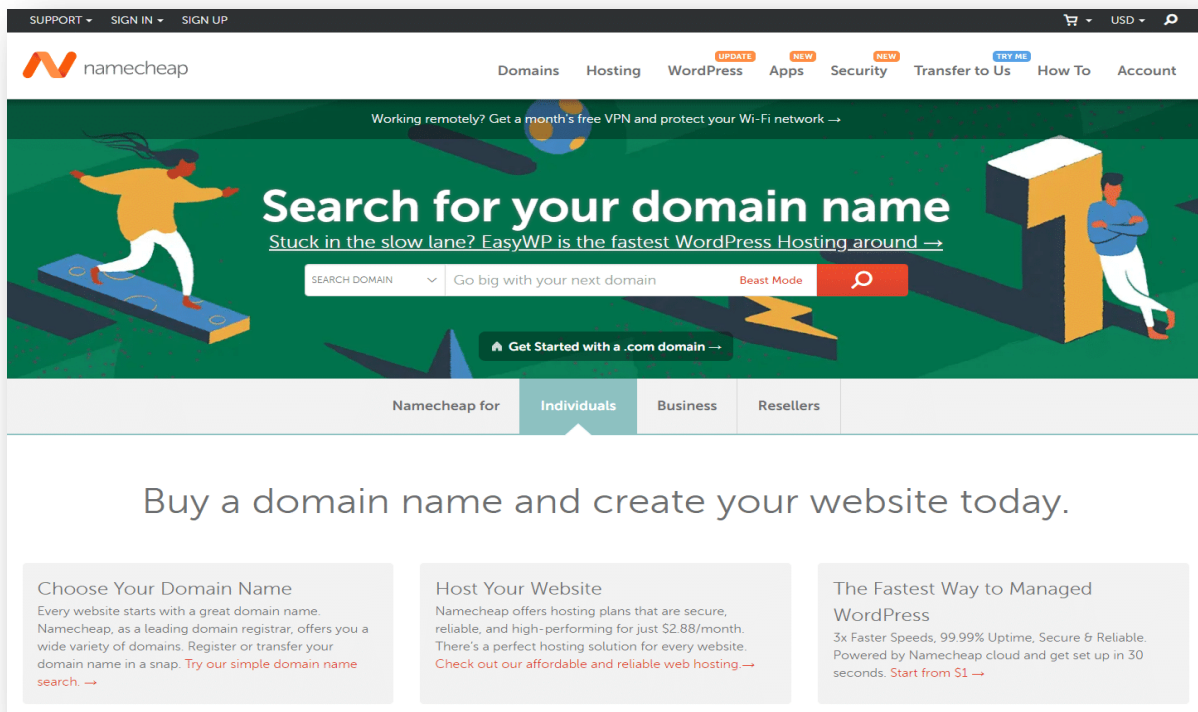 SUPPORT SIGN IN SIGN UP USD
namecheap
UPDATE NEW NEW TRY ME
Domains Hosting WordPress Apps Security Transfer to Us How To Account
Working remotely? Get a month's free VPN and protect your Wi-Fi network →
Search for your domain name
Stuck in the slow lane? EasyWP is the fastest WordPress Hosting around →
SEARCH DOMAIN Go big with your next domain Beast Mode
Get Started with a .com domain →
Namecheap for Individuals Business Resellers
Buy a domain name and create your website today.
Choose Your Domain Name
Every website starts with a great domain name.
Namecheap, as a leading domain registrar, offers you a
wide variety of domains. Register or transfer your
domain name in a snap. Try our simple domain name
search. →
Host Your Website
Namecheap offers hosting plans that are secure,
reliable, and high-performing for just $2.88/month.
There's a perfect hosting solution for every website.
Check out our affordable and reliable web hosting.→
The Fastest Way to Managed
WordPress
3x Faster Speeds, 99.99% Uptime, Secure & Reliable.
Powered by Namecheap cloud and get set up in 30
seconds. Start from $1 →